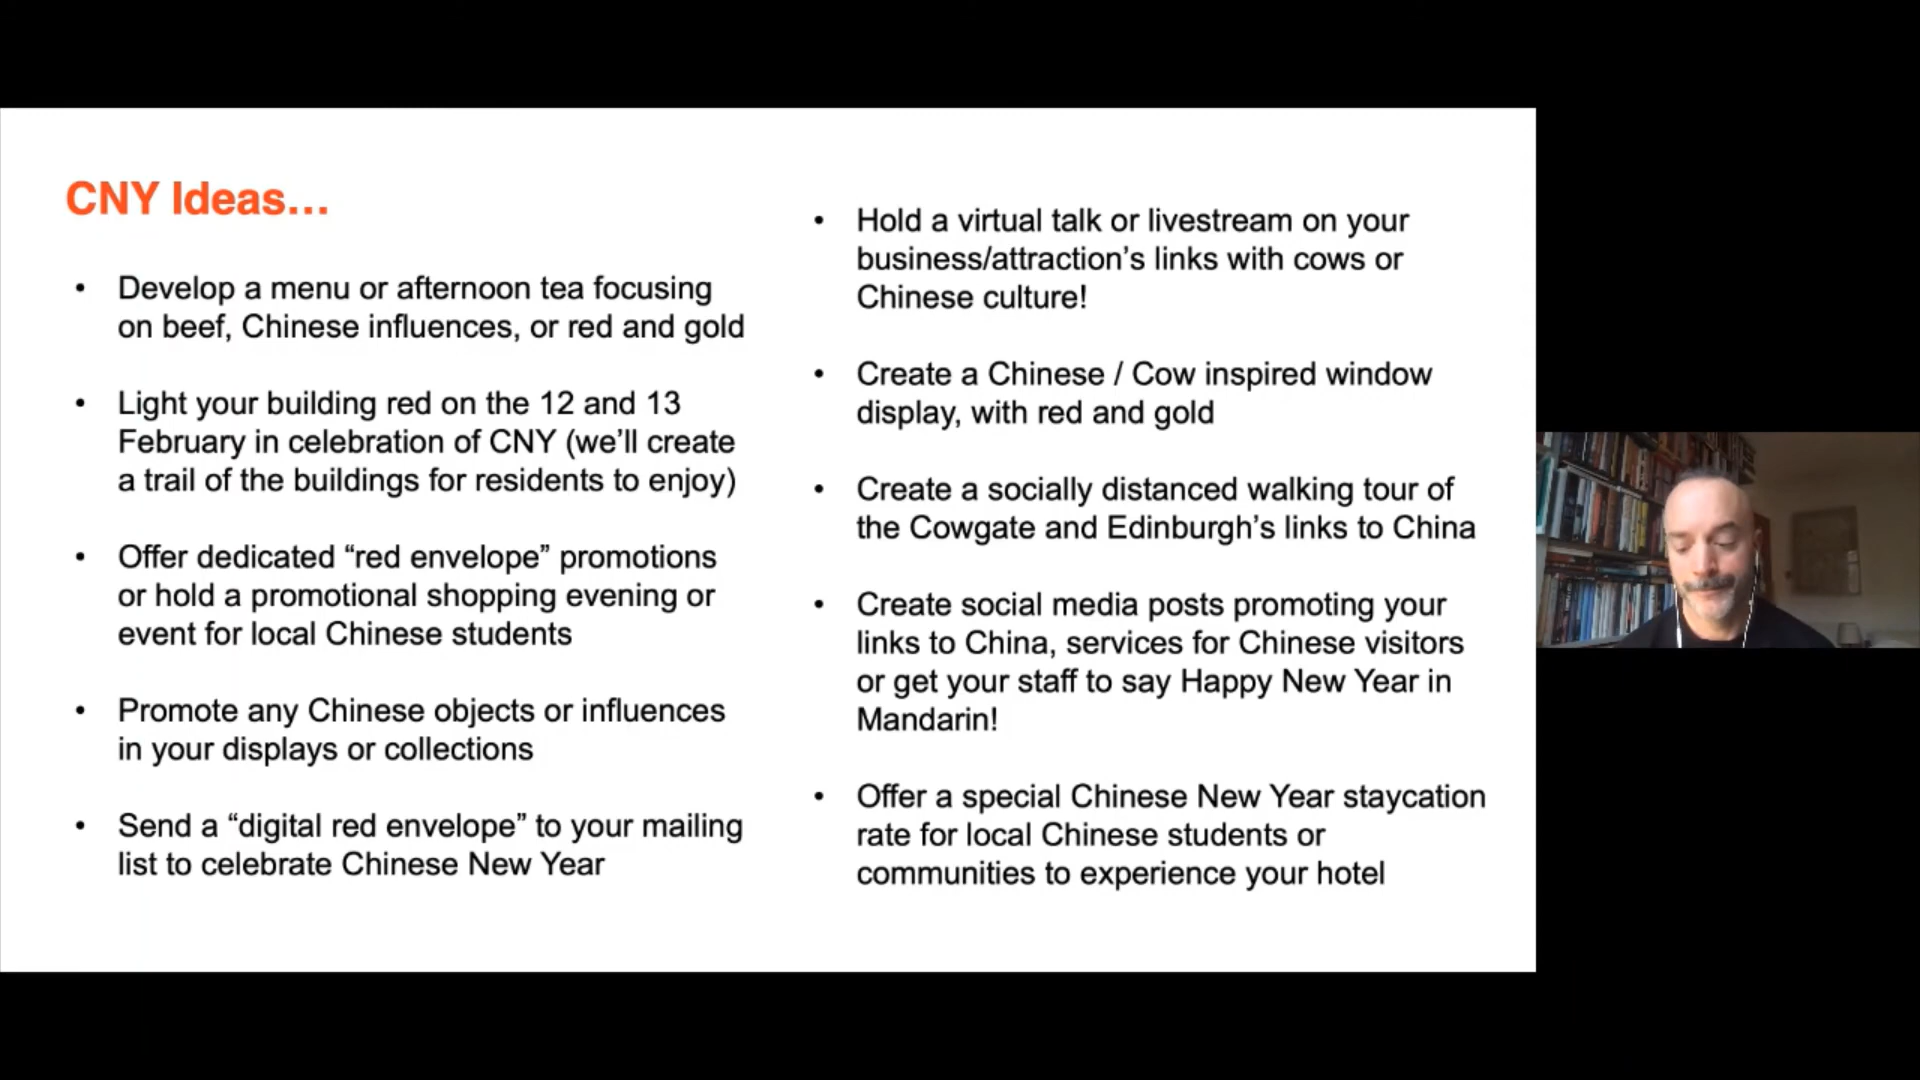 CNY Ideas…
• Develop a menu or afternoon tea focusing
on beef, Chinese influences, or red and gold
• Light your building red on the 12 and 13
February in celebration of CNY (we’ll create
a trail of the buildings for residents to enjoy)
• Offer dedicated “red envelope” promotions
or hold a promotional shopping evening or
event for local Chinese students
• Promote any Chinese objects or influences
in your displays or collections
• Send a “digital red envelope” to your mailing
list to celebrate Chinese New Year
• Hold a virtual talk or livestream on your
business/attraction’s links with cows or
Chinese culture!
• Create a Chinese / Cow inspired window
display, with red and gold
• Create a socially distanced walking tour of
the Cowgate and Edinburgh’s links to China
• Create social media posts promoting your
links to China, services for Chinese visitors
or get your staff to say Happy New Year in
Mandarin!
• Offer a special Chinese New Year staycation
rate for local Chinese students or
communities to experience your hotel